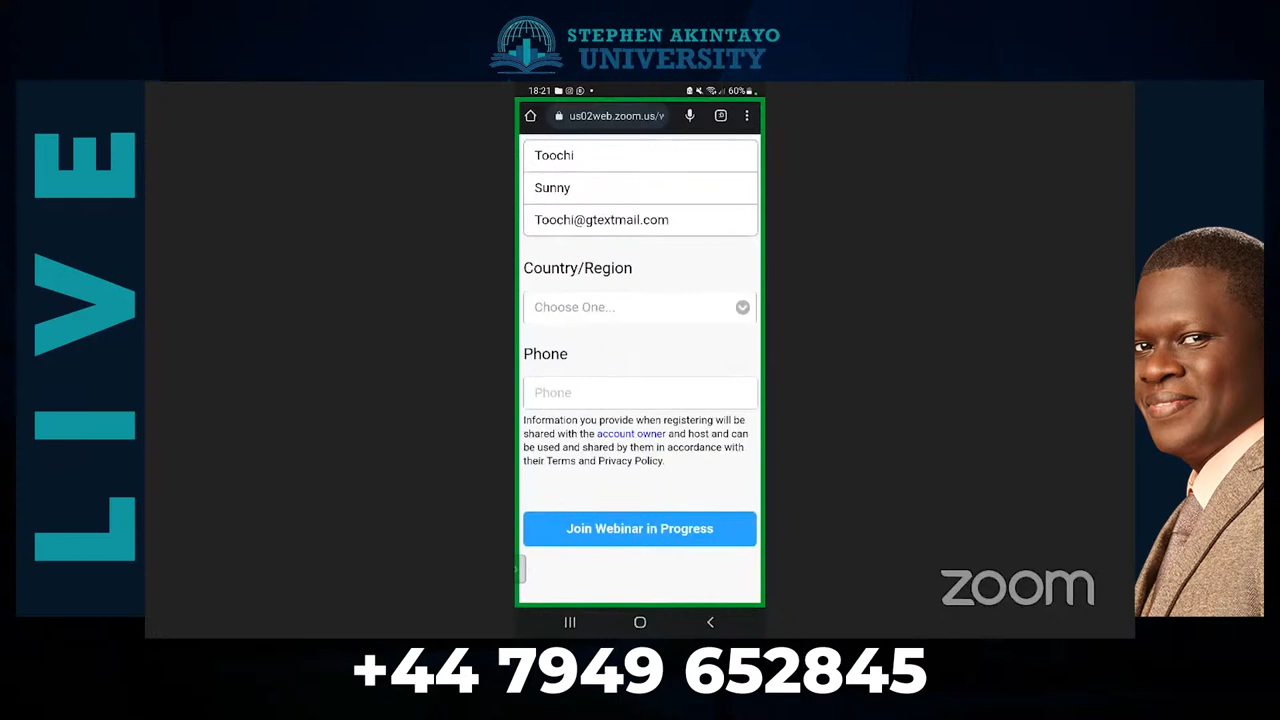 STEPHEN AKINTAYO
UNIVERSITY
LIVE
18:21
60%
us02web.zoom.us/v
Toochi
Sunny
Toochi@gtextmail.com
Country/Region
Choose One...
Phone
Phone
Information you provide when registering will be
shared with the account owner and host and can
be used and shared by them in accordance with
their Terms and Privacy Policy.
Join Webinar in Progress
zoom
+44 7949 652845